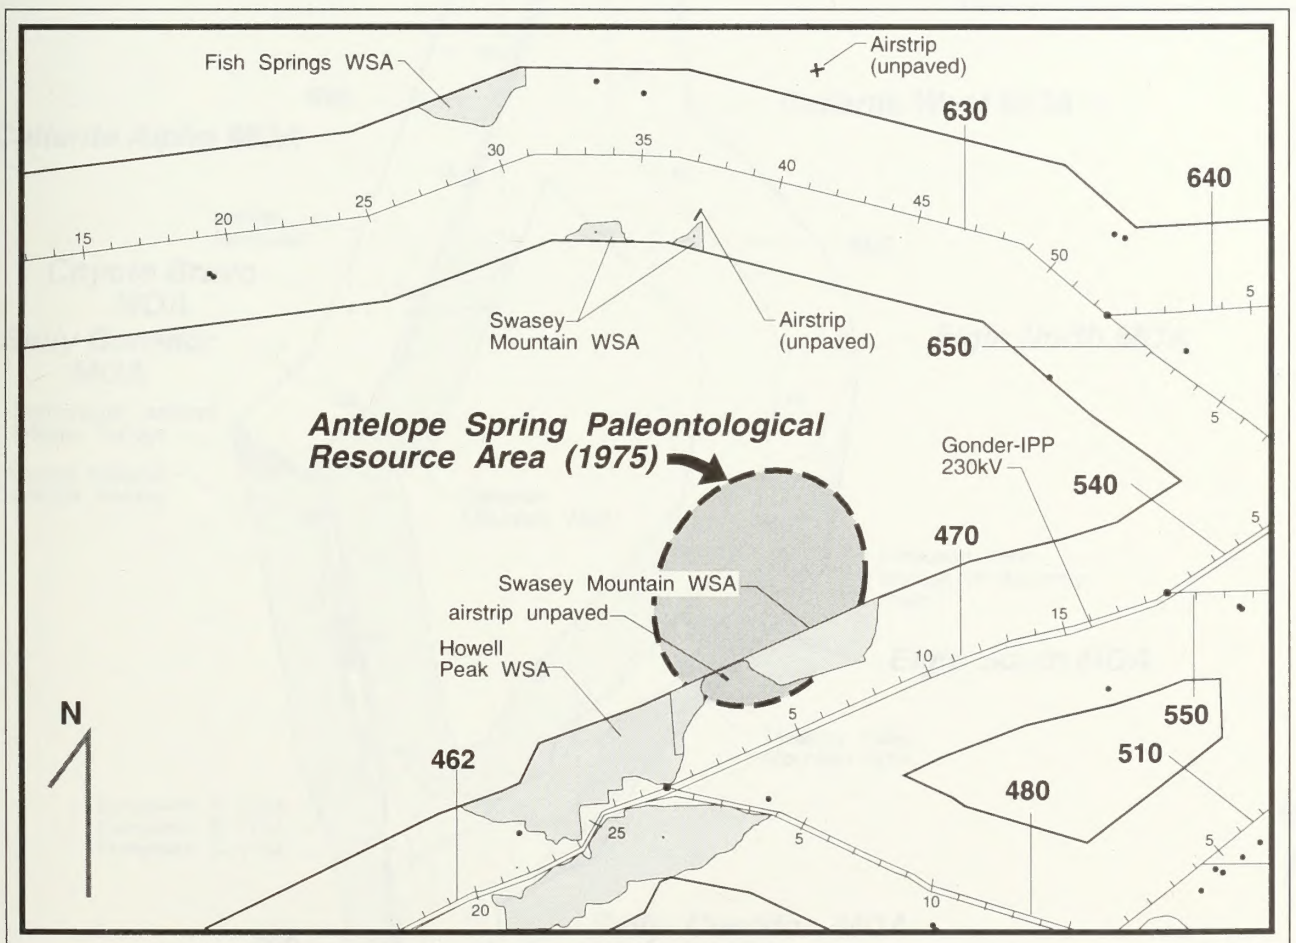 Fish Springs WSA
Airstrip
(unpaved)
630
640
35
30
40
25
45
20
15
50
5
Swasey
Mountain WSA
Airstrip
(unpaved)
650
5
Antelope Spring Paleontological
Resource Area (1975)
Gonder-IPP
230kV
540
5
470
Swasey Mountain WSA
airstrip unpaved
15
Howell
Peak WSA
10
N
5
550
462
510
480
25
5
5
20
10